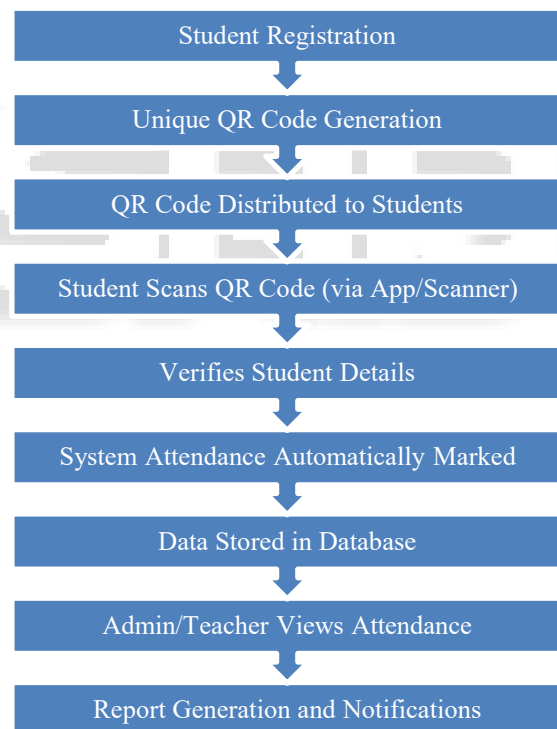 Student Registration
Unique QR Code Generation
QR Code Distributed to Students
Student Scans QR Code (via App/Scanner)
Verifies Student Details
System Attendance Automatically Marked
Data Stored in Database
Admin/Teacher Views Attendance
Report Generation and Notifications